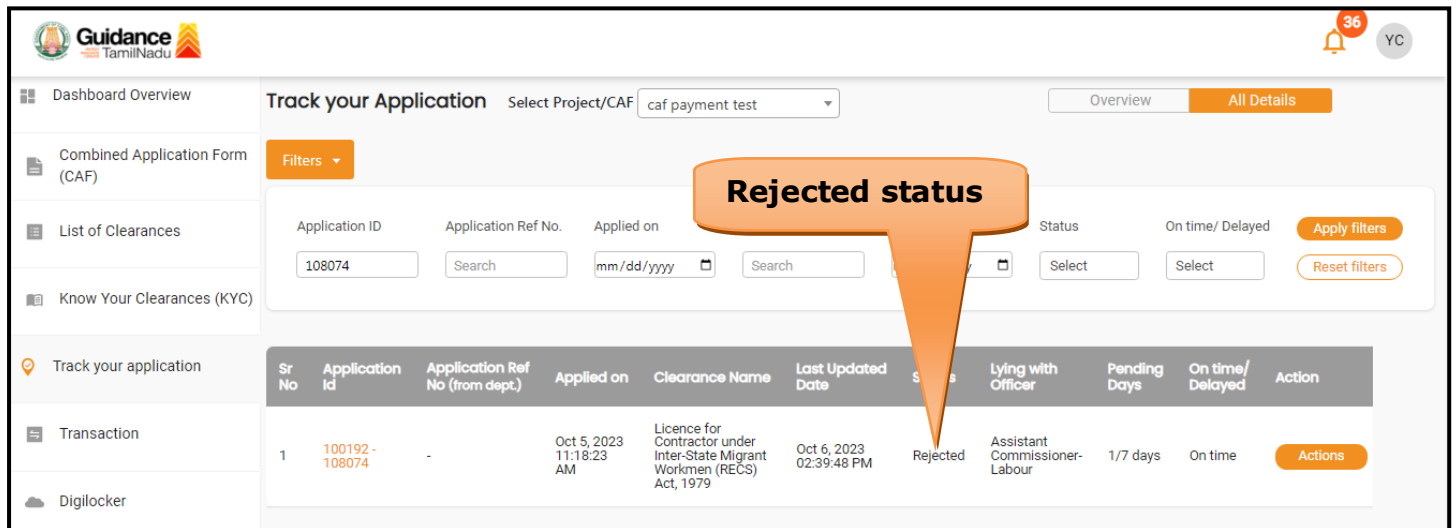 Guidance
TamilNadu
36
YC
Dashboard Overview
Combined Application Form
(CAF)
List of Clearances
Know Your Clearances (KYC)
Track your application
Transaction
Digilocker
Track your Application Select Project/CAF caf payment test
Overview All Details
Filters
Rejected status
Application ID Application Ref No. Applied on Status On time/ Delayed Apply filters
108074 Search mm/dd/yyyy Search Select Select Reset filters
Sr
No
Application
Id
Application Ref
No (from dept.)
Applied on
Clearance Name
Last Updated
Date
Lying with
Officer
Pending
Days
On time/
Delayed
Action
1
100192 -
108074
-
Oct 5, 2023
11:18:23
AM
Licence for
Contractor under
Inter-State Migrant
Workmen (RECS)
Act, 1979
Oct 6, 2023
02:39:48 PM
Rejected
Assistant
Commissioner-
Labour
1/7 days
On time
Actions